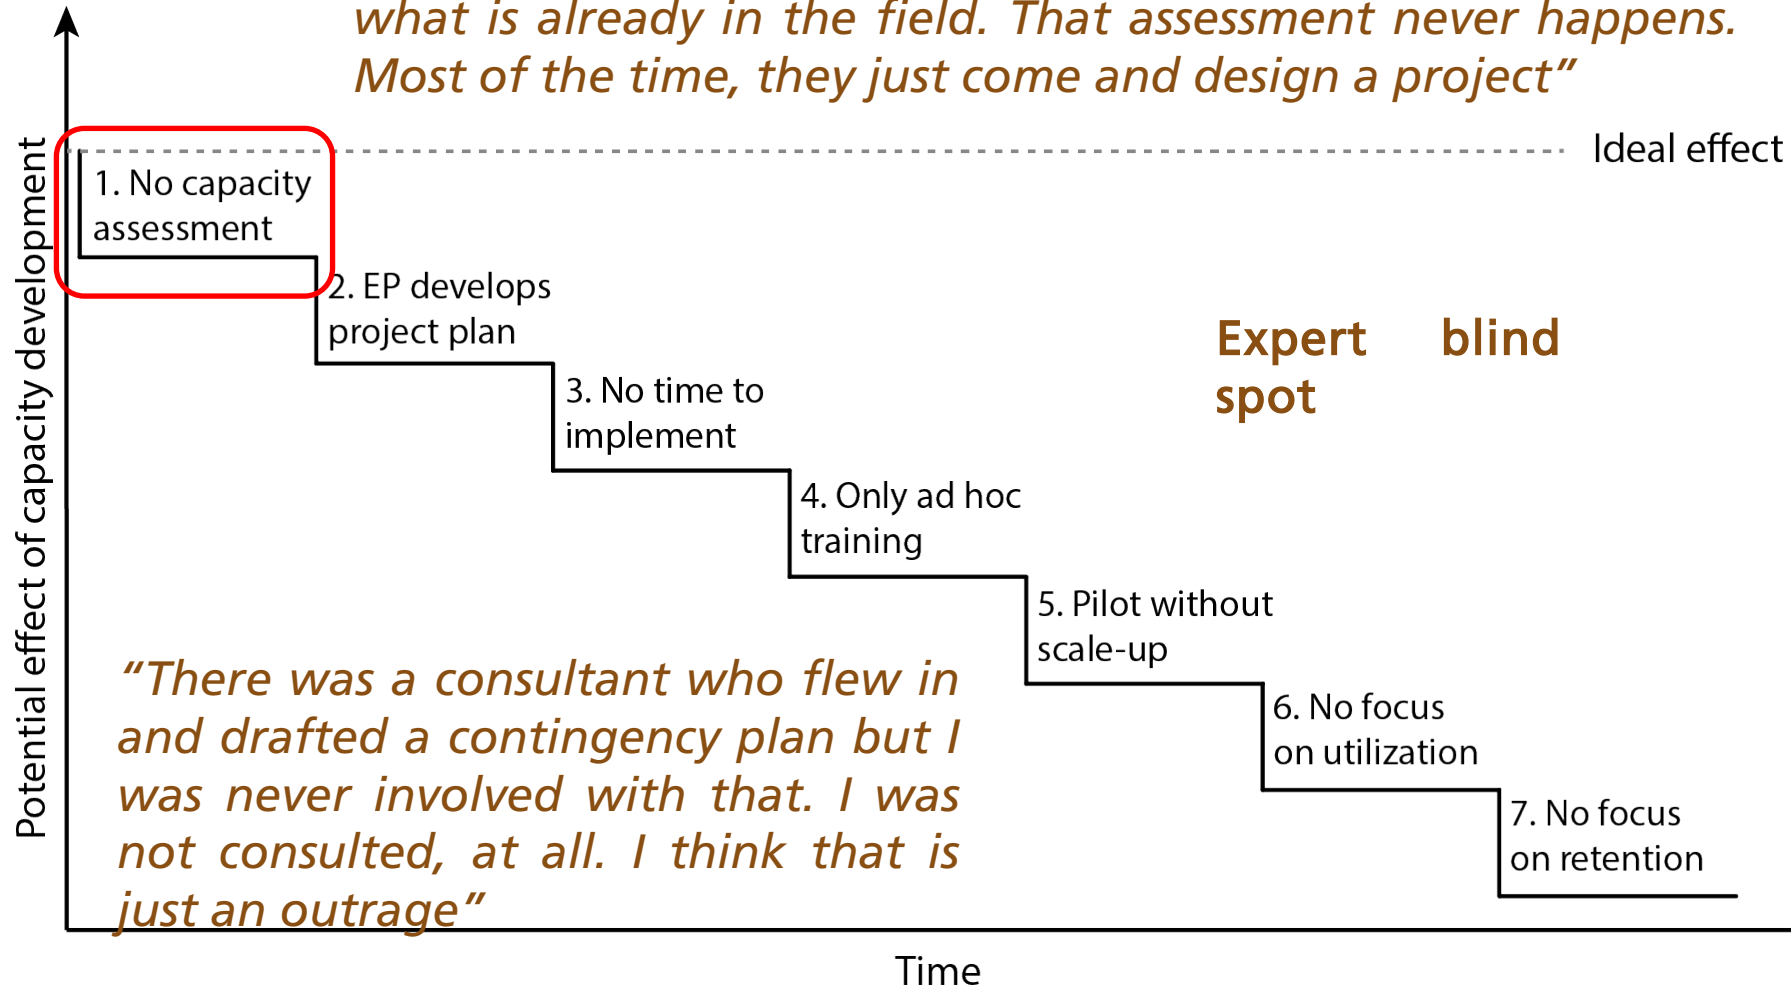 what is already in the field. That assessment never happens.
Most of the time, they just come and design a project”
Potential effect of capacity development
Ideal effect
1. No capacity
assessment
2. EP develops
project plan
Expert blind
spot
3. No time to
implement
4. Only ad hoc
training
5. Pilot without
scale-up
“There was a consultant who flew in
and drafted a contingency plan but I
was never involved with that. I was
not consulted, at all. I think that is
just an outrage”
6. No focus
on utilization
7. No focus
on retention
Time